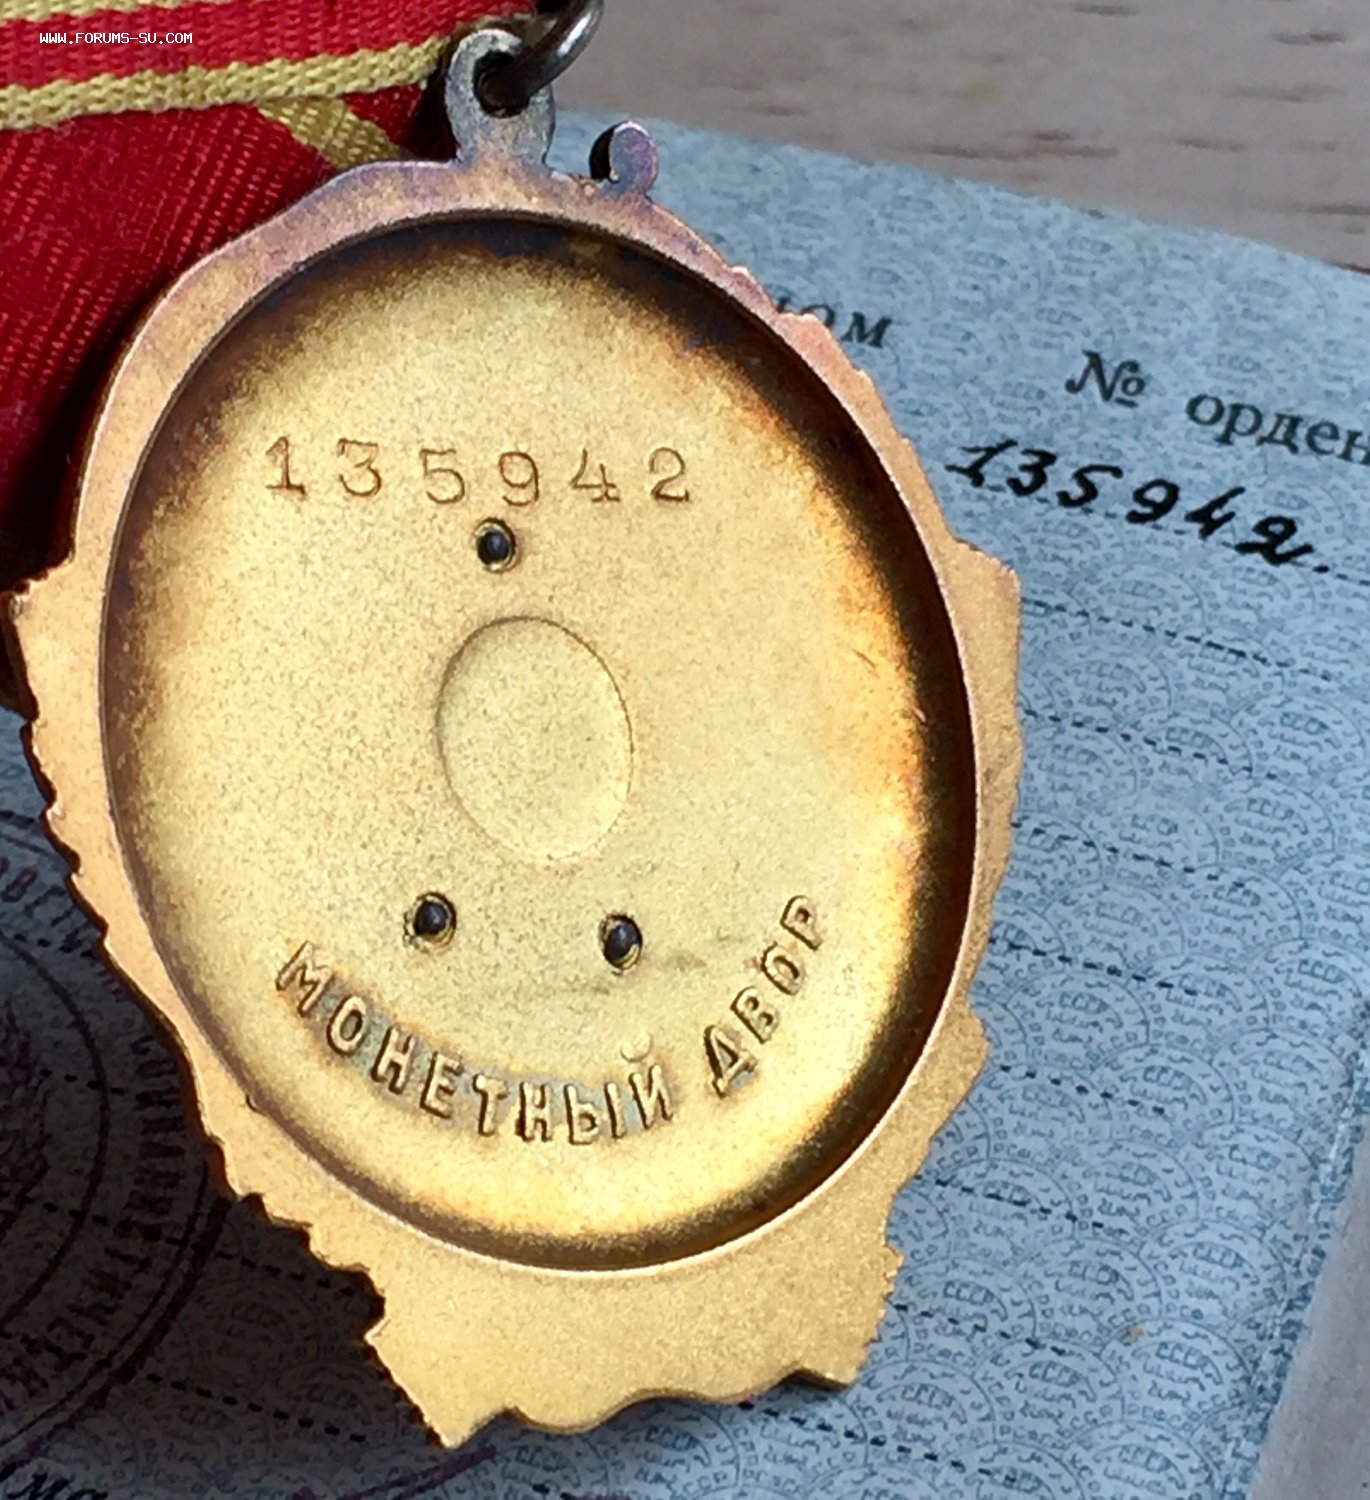 WWW.FORUMS-SU.COM
№ орден
135942.
135942
МОНЕТНЫЙ ДВОР